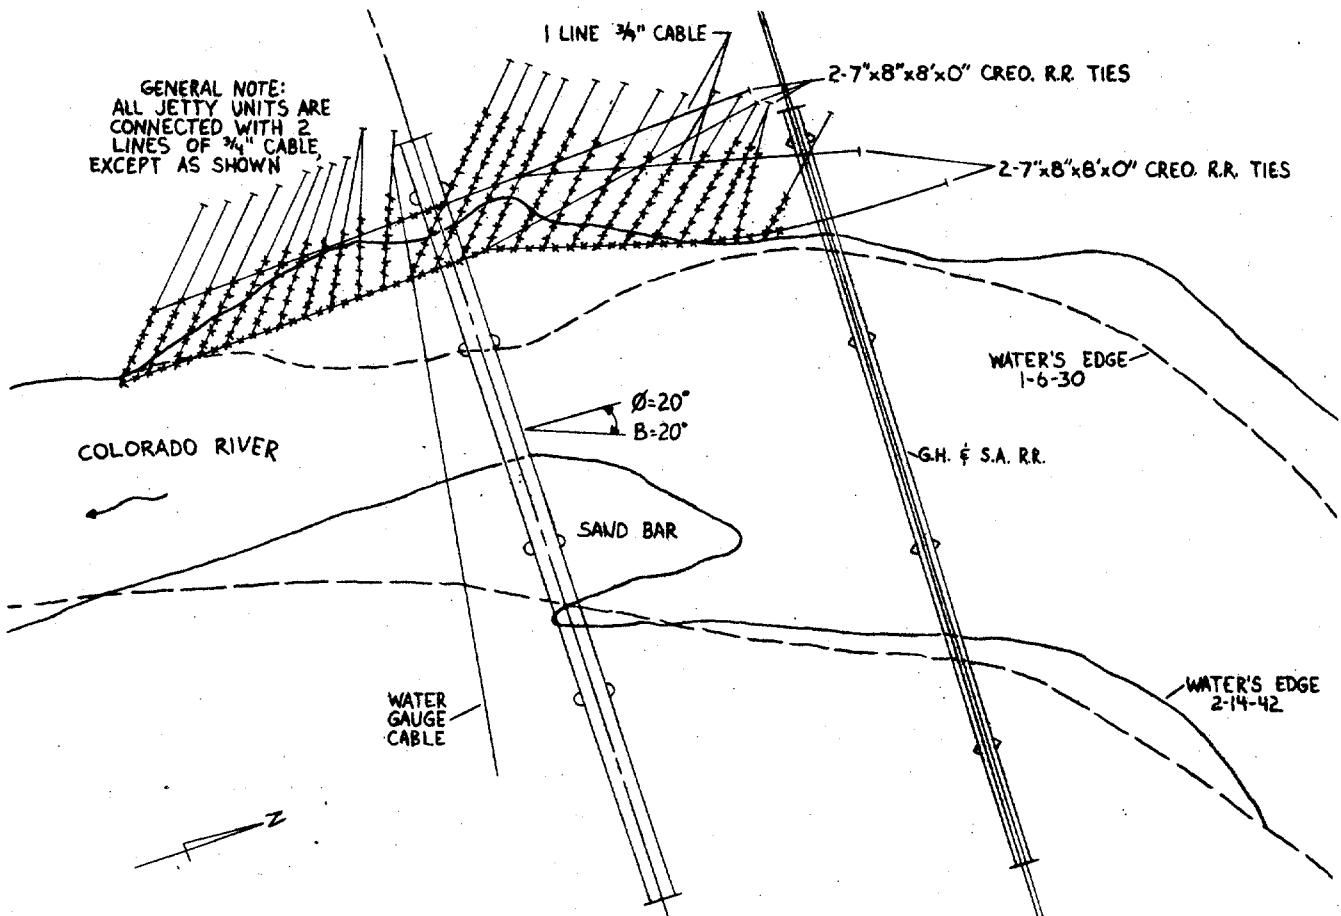 1 LINE ¾" CABLE
2-7"x8"x8'x0" CREO. R.R. TIES
GENERAL NOTE:
ALL JETTY UNITS ARE
CONNECTED WITH 2
LINES OF ¾" CABLE,
EXCEPT AS SHOWN
2-7"x8"x8'x0" CREO. R.R. TIES
WATER'S EDGE
1-6-30
Ø=20°
B=20°
COLORADO RIVER
G.H. & S.A. R.R.
SAND BAR
WATER'S EDGE
2-14-42
WATER
GAUGE
CABLE
N